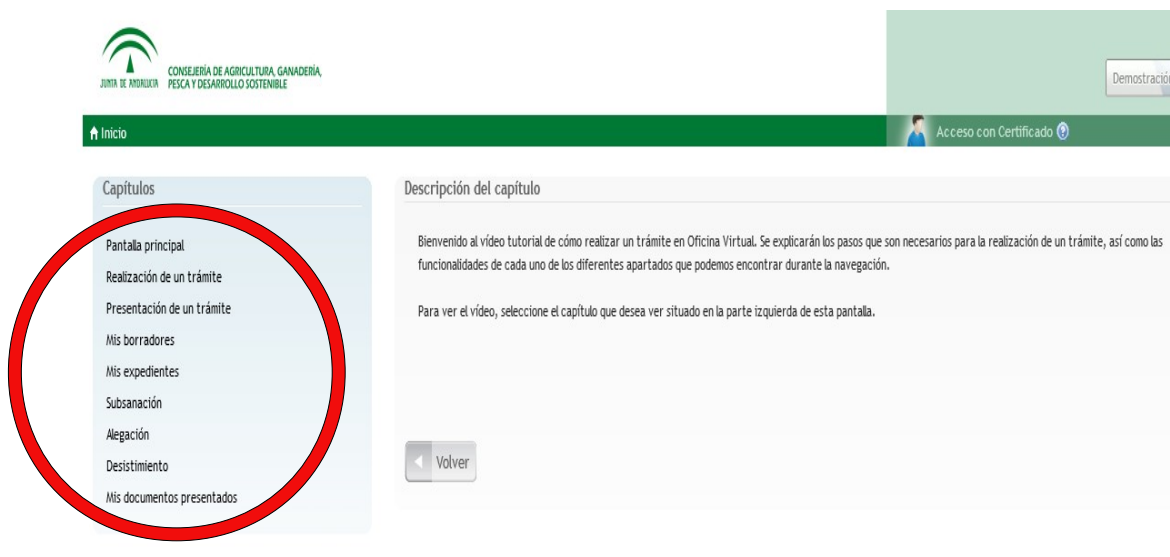 JUNTA DE ANDALUCIA
CONSEJERÍA DE AGRICULTURA, GANADERÍA,
PESCA Y DESARROLLO SOSTENIBLE
Demostració
Inicio
Acceso con Certificado
Capítulos
Pantalla principal
Realización de un trámite
Presentación de un trámite
Mis borradores
Mis expedientes
Subsanación
Alegación
Desistimiento
Mis documentos presentados
Descripción del capítulo
Bienvenido al vídeo tutorial de cómo realizar un trámite en Oficina Virtual. Se explicarán los pasos que son necesarios para la realización de un trámite, así como las
funcionalidades de cada uno de los diferentes apartados que podemos encontrar durante la navegación.
Para ver el vídeo, seleccione el capítulo que desea ver situado en la parte izquierda de esta pantalla.
Volver